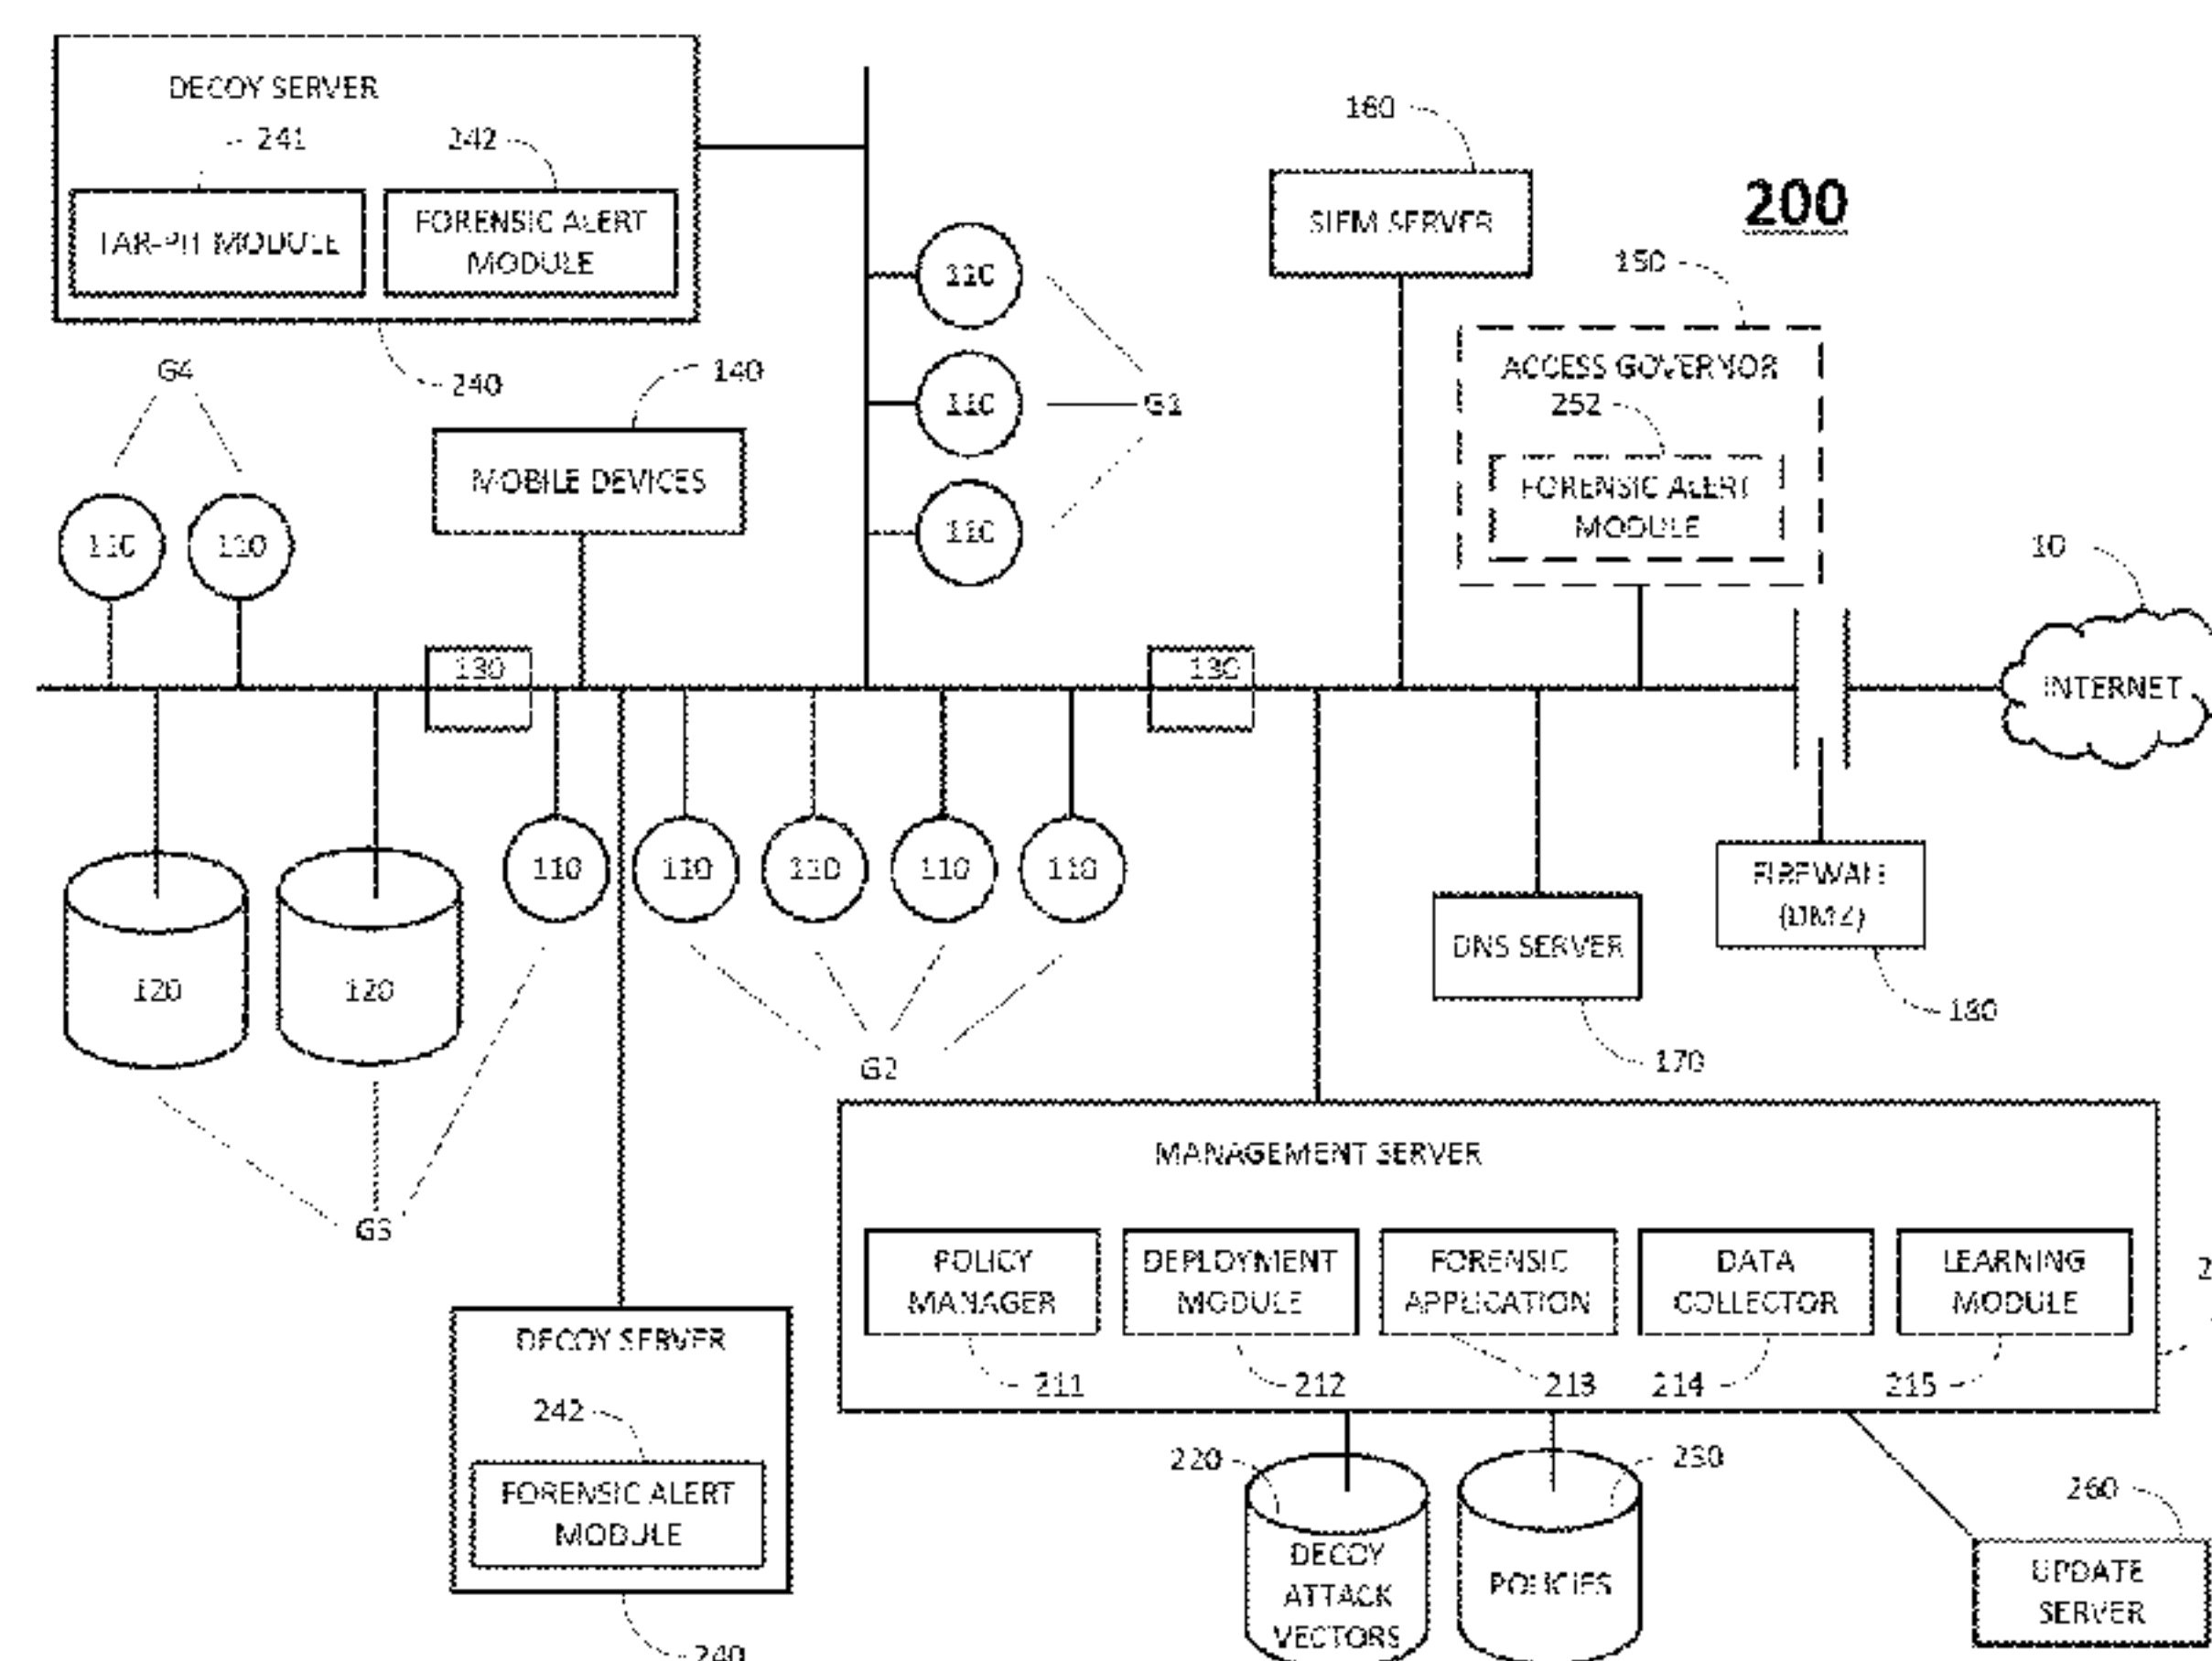 DECOY SERVER
241
242
TAR-PIT MODULE
FORENSIC ALERT
MODULE
240
G4
140
MOBILE DEVICES
110
110
110
110
110
G1
160
SIEM SERVER
200
150
ACCESS GOVERNOR
252
FORENSIC ALERT
MODULE
10
INTERNET
130
130
110
110
110
110
110
120
120
G2
G3
DNS SERVER
170
FIREWALL
(DMZ)
180
MANAGEMENT SERVER
POLICY
MANAGER
DEPLOYMENT
MODULE
FORENSIC
APPLICATION
DATA
COLLECTOR
LEARNING
MODULE
211
212
213
214
215
DECOY SERVER
242
FORENSIC ALERT
MODULE
240
220
DECOY
ATTACK
VECTORS
230
POLICIES
260
UPDATE
SERVER